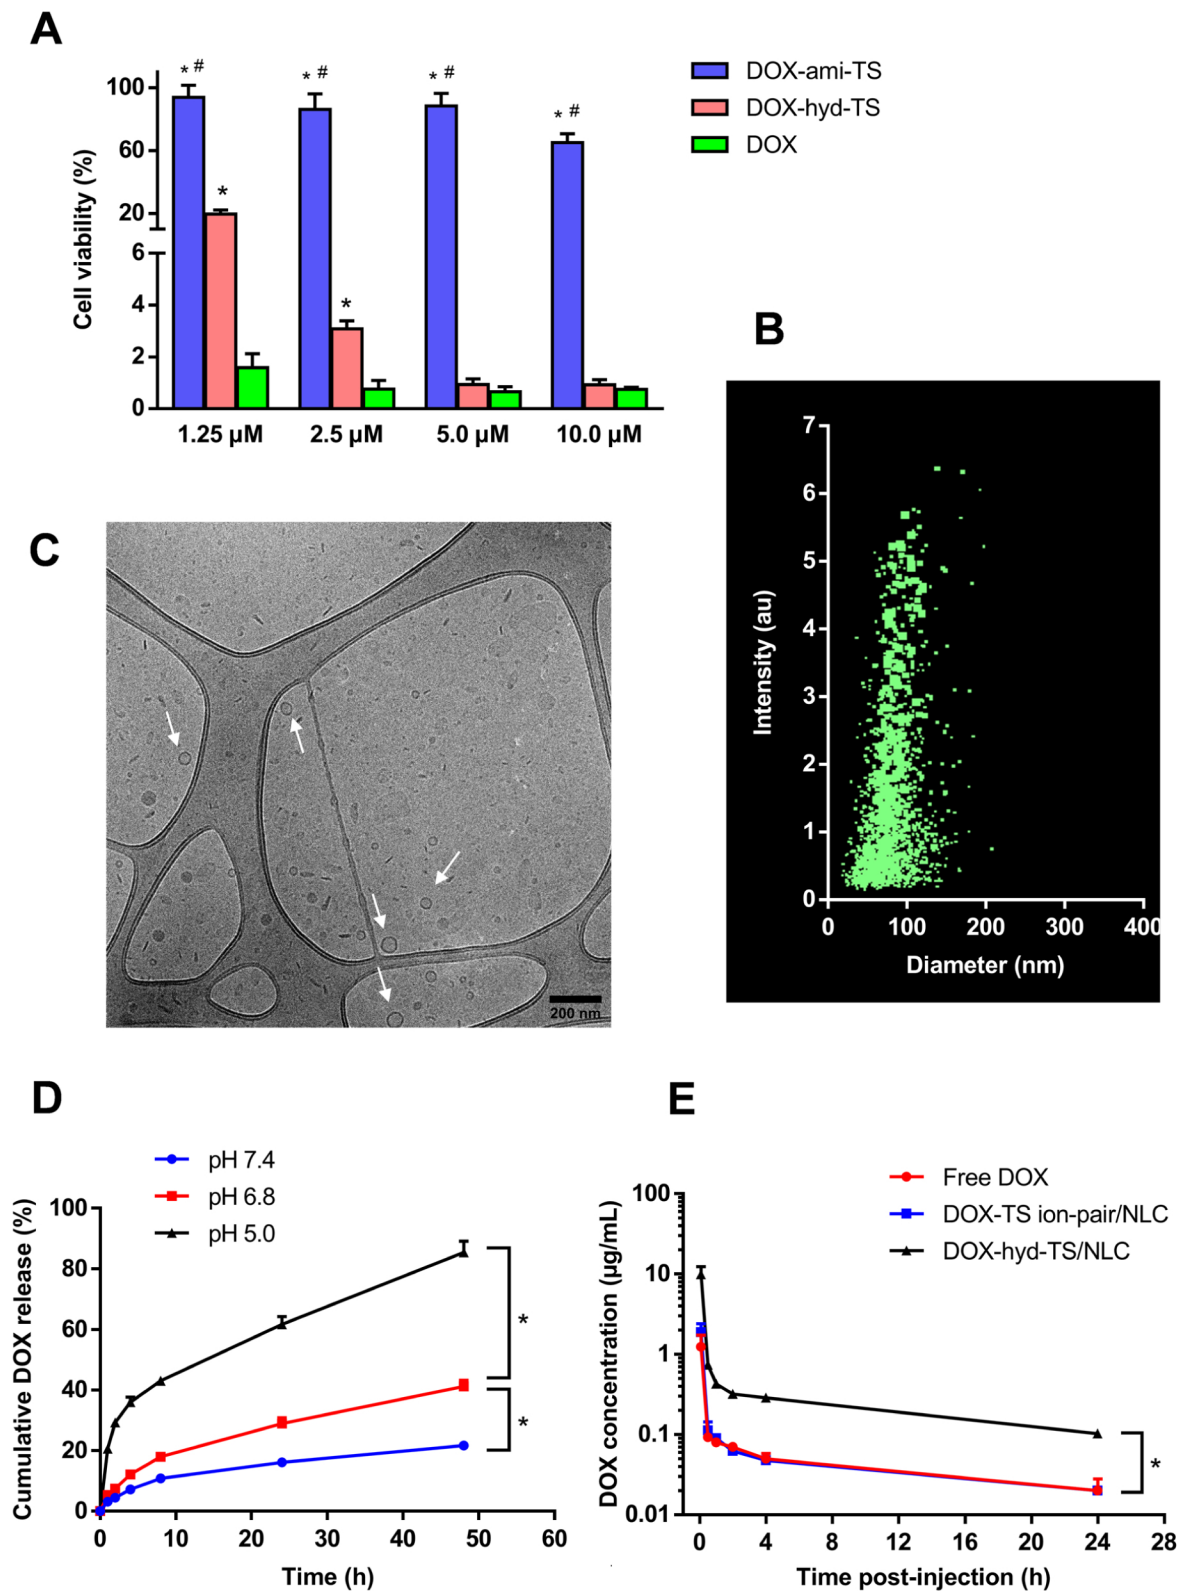 A
* # * # * # * #
* *
100
60
20
6
4
2
0
Cell viability (%)
1.25 µM 2.5 µM 5.0 µM 10.0 µM
DOX-ami-TS
DOX-hyd-TS
DOX
B
7
6
5
4
3
2
1
0
Intensity (au)
0 100 200 300 400
Diameter (nm)
C
200 nm
D
pH 7.4
pH 6.8
pH 5.0
100
80
60
40
20
0
Cumulative DOX release (%)
*
*
0 10 20 30 40 50 60
Time (h)
E
Free DOX
DOX-TS ion-pair/NLC
DOX-hyd-TS/NLC
100
10
1
0.1
0.01
DOX concentration (µg/mL)
*
0 4 8 12 16 20 24 28
Time post-injection (h)